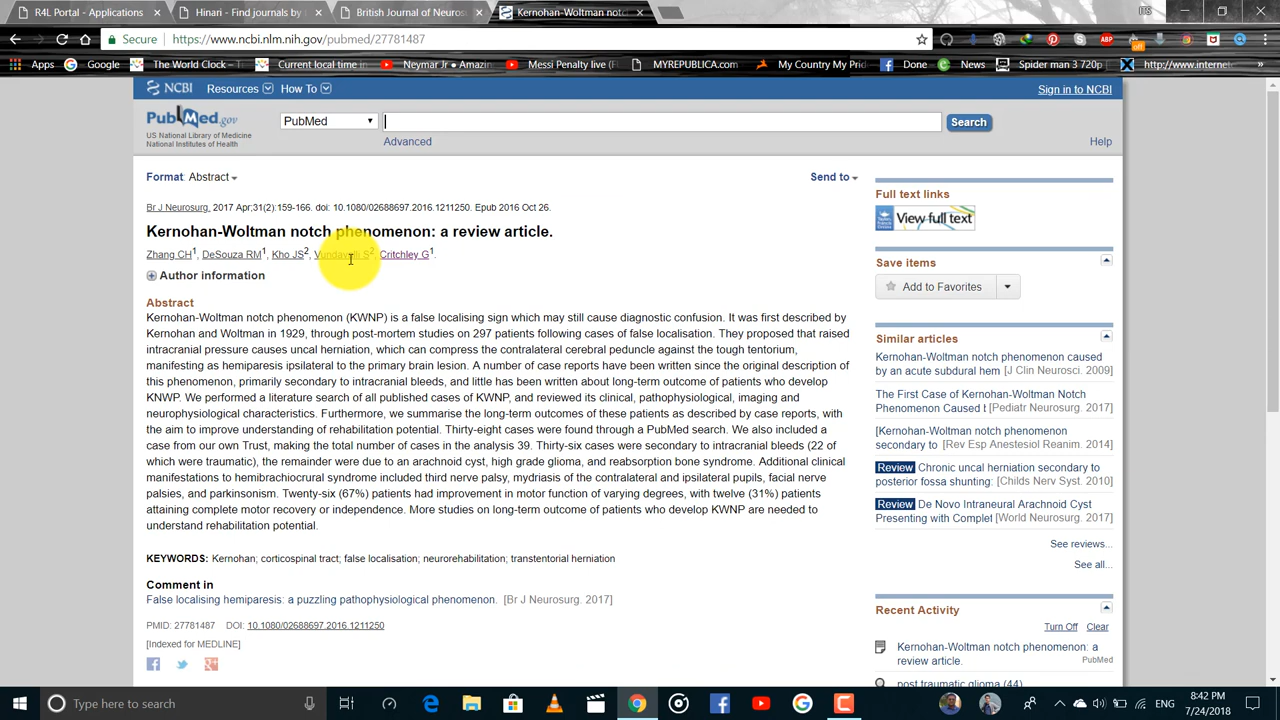 R4L Portal - Applications
Hinari - Find journals by
British Journal of Neuros
Kernohan-Woltman not
Secure
https://www.ncbi.nlm.nih.gov/pubmed/27781487
Apps
Google
The World Clock — T
Current local time in
Neymar Jr ● Amazin
Messi Penalty live (F
MYREPUBLICA.com
My Country My Prid
Done
News
Spider man 3 720p
http://www.internet
ABP
off
NCBI
Resources
How To
Sign in to NCBI
PubMed.gov
US National Library of Medicine
National Institutes of Health
PubMed
Search
Advanced
Help
Format: Abstract
Send to
Br J Neurosurg. 2017 Apr;31(2):159-166. doi: 10.1080/02688697.2016.1211250. Epub 2016 Oct 26.
Kernohan-Woltman notch phenomenon: a review article.
Zhang CH1, DeSouza RM1, Kho JS2, Vundavalli S2, Critchley G1.
Author information
Abstract
Kernohan-Woltman notch phenomenon (KWNP) is a false localising sign which may still cause diagnostic confusion. It was first described by
Kernohan and Woltman in 1929, through post-mortem studies on 297 patients following cases of false localisation. They proposed that raised
intracranial pressure causes uncal herniation, which can compress the contralateral cerebral peduncle against the tough tentorium,
manifesting as hemiparesis ipsilateral to the primary brain lesion. A number of case reports have been written since the original description of
this phenomenon, primarily secondary to intracranial bleeds, and little has been written about long-term outcome of patients who develop
KNWP. We performed a literature search of all published cases of KWNP, and reviewed its clinical, pathophysiological, imaging and
neurophysiological characteristics. Furthermore, we summarise the long-term outcomes of these patients as described by case reports, with
the aim to improve understanding of rehabilitation potential. Thirty-eight cases were found through a PubMed search. We also included a
case from our own Trust, making the total number of cases in the analysis 39. Thirty-six cases were secondary to intracranial bleeds (22 of
which were traumatic), the remainder were due to an arachnoid cyst, high grade glioma, and reabsorption bone syndrome. Additional clinical
manifestations to hemibrachiocrural syndrome included third nerve palsy, mydriasis of the contralateral and ipsilateral pupils, facial nerve
palsies, and parkinsonism. Twenty-six (67%) patients had improvement in motor function of varying degrees, with twelve (31%) patients
attaining complete motor recovery or independence. More studies on long-term outcome of patients who develop KWNP are needed to
understand rehabilitation potential.
KEYWORDS: Kernohan; corticospinal tract; false localisation; neurorehabilitation; transtentorial herniation
Comment in
False localising hemiparesis: a puzzling pathophysiological phenomenon. [Br J Neurosurg. 2017]
PMID: 27781487 DOI: 10.1080/02688697.2016.1211250
[Indexed for MEDLINE]
Full text links
View full text
Save items
Add to Favorites
Similar articles
Kernohan-Woltman notch phenomenon caused
by an acute subdural hem [J Clin Neurosci. 2009]
The First Case of Kernohan-Woltman Notch
Phenomenon Caused t [Pediatr Neurosurg. 2017]
[Kernohan-Woltman notch phenomenon
secondary to [Rev Esp Anestesiol Reanim. 2014]
Review Chronic uncal herniation secondary to
posterior fossa shunting: [Childs Nerv Syst. 2010]
Review De Novo Intraneural Arachnoid Cyst
Presenting with Complet [World Neurosurg. 2017]
See reviews...
See all...
Recent Activity
Turn Off Clear
Kernohan-Woltman notch phenomenon: a
review article. PubMed
post traumatic glioma (44)
Type here to search
ENG
8:42 PM
7/24/2018